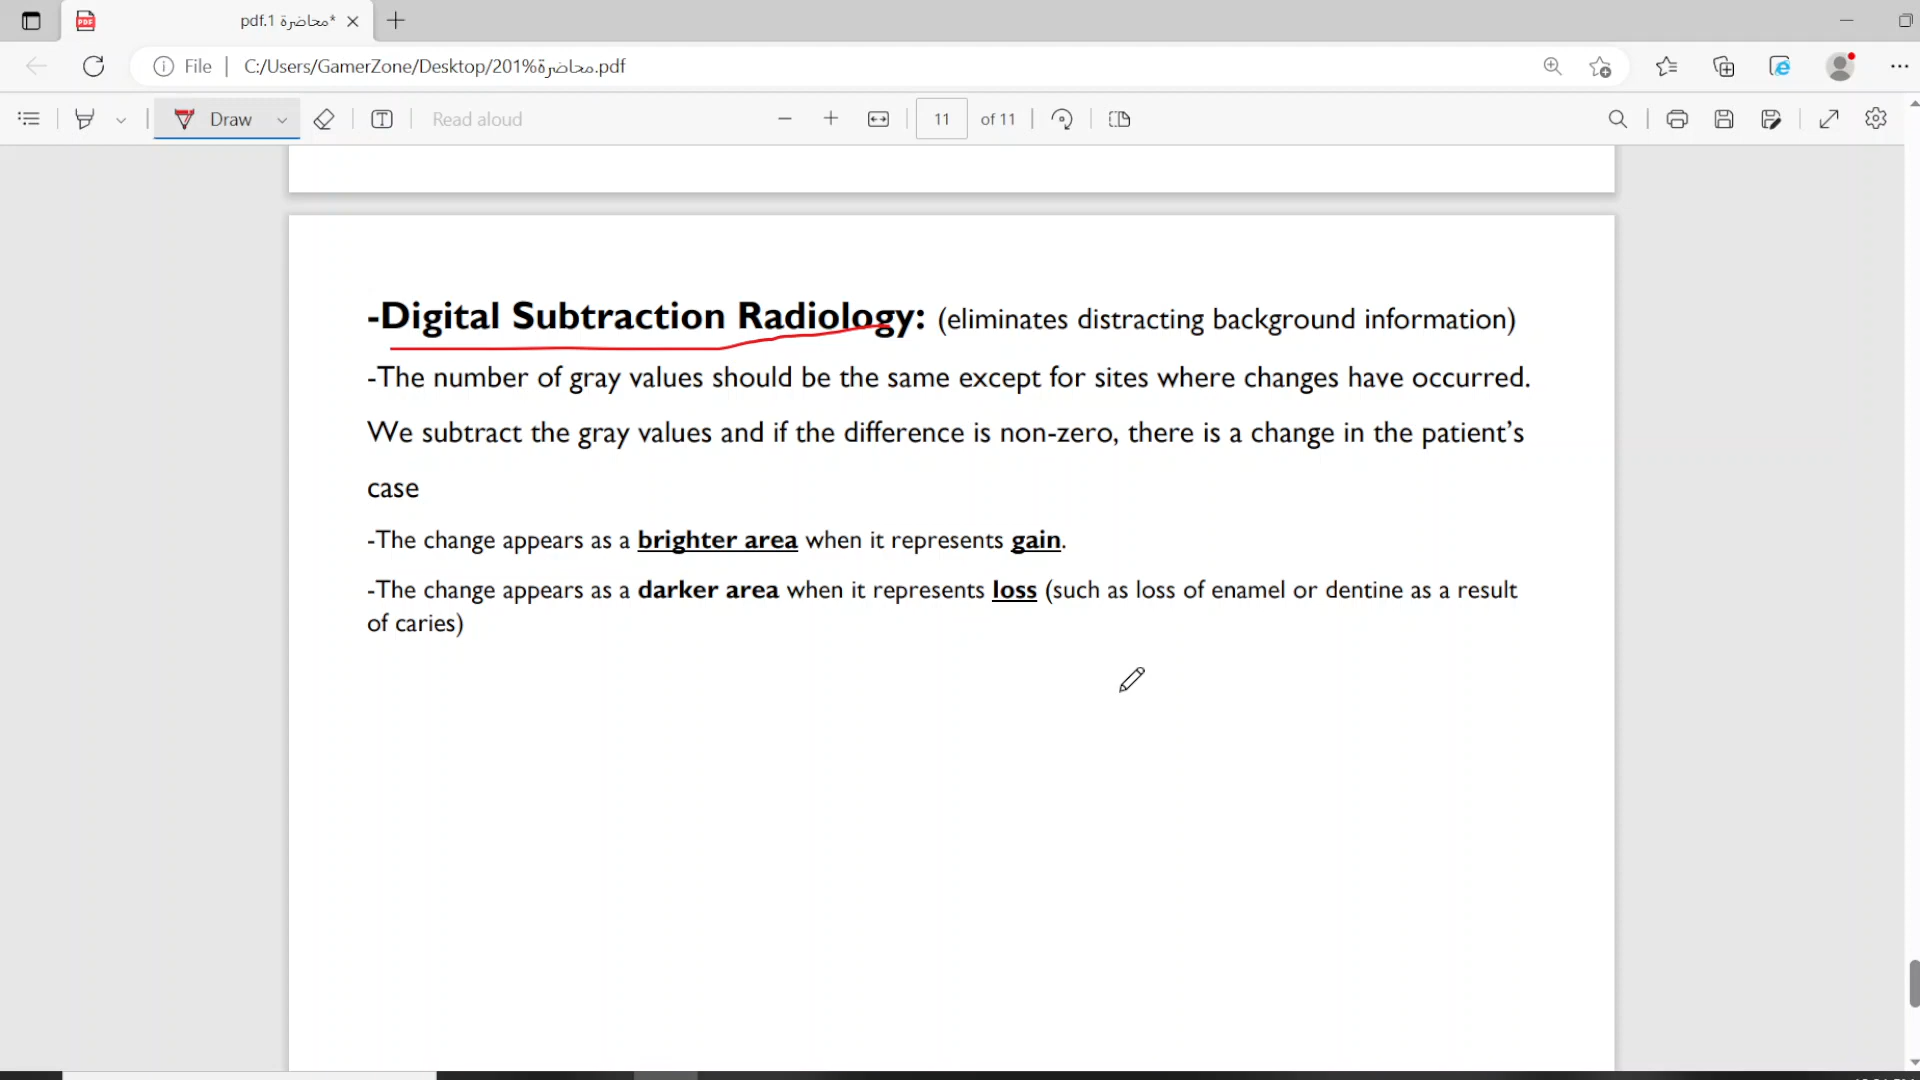 محاضرة 1.pdf*
File
C:/Users/GamerZone/Desktop/201%محاضرة.pdf
Draw
Read aloud
11 of 11
-Digital Subtraction Radiology: (eliminates distracting background information)
-The number of gray values should be the same except for sites where changes have occurred.
We subtract the gray values and if the difference is non-zero, there is a change in the patient's
case
-The change appears as a brighter area when it represents gain.
-The change appears as a darker area when it represents loss (such as loss of enamel or dentine as a result
of caries)